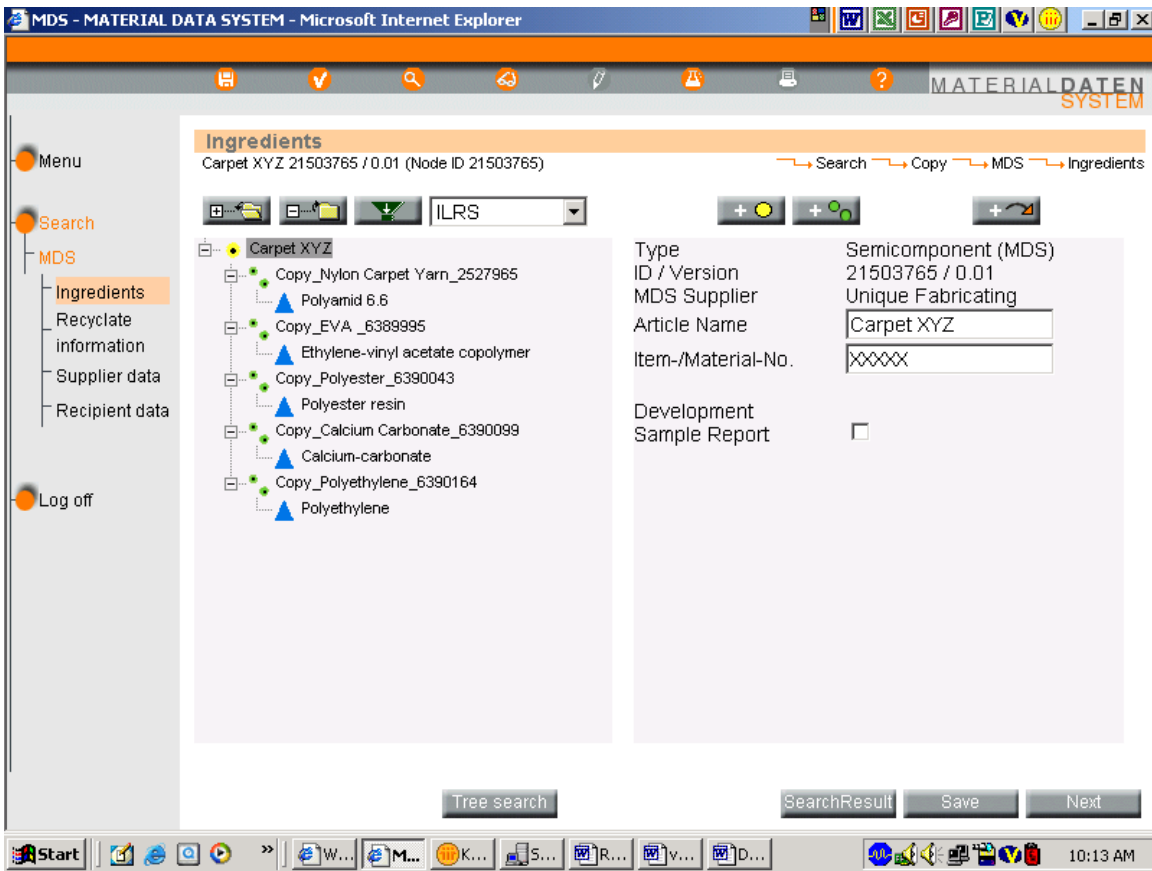 MDS - MATERIAL DATA SYSTEM - Microsoft Internet Explorer
MATERIALDATEN
SYSTEM
Menu
Search
MDS
Ingredients
Recyclate
information
Supplier data
Recipient data
Log off
Ingredients
Carpet XYZ 21503765 / 0.01 (Node ID 21503765)
Search Copy MDS Ingredients
ILRS
Carpet XYZ
Copy_Nylon Carpet Yarn_2527965
Polyamid 6.6
Copy_EVA _6389995
Ethylene-vinyl acetate copolymer
Copy_Polyester_6390043
Polyester resin
Copy_Calcium Carbonate_6390099
Calcium-carbonate
Copy_Polyethylene_6390164
Polyethylene
Type Semicomponent (MDS)
ID / Version 21503765 / 0.01
MDS Supplier Unique Fabricating
Article Name Carpet XYZ
Item-/Material-No. XXXXX
Development
Sample Report
Tree search SearchResult Save Next
Start » W... M... K... S... R... v... D... 10:13 AM